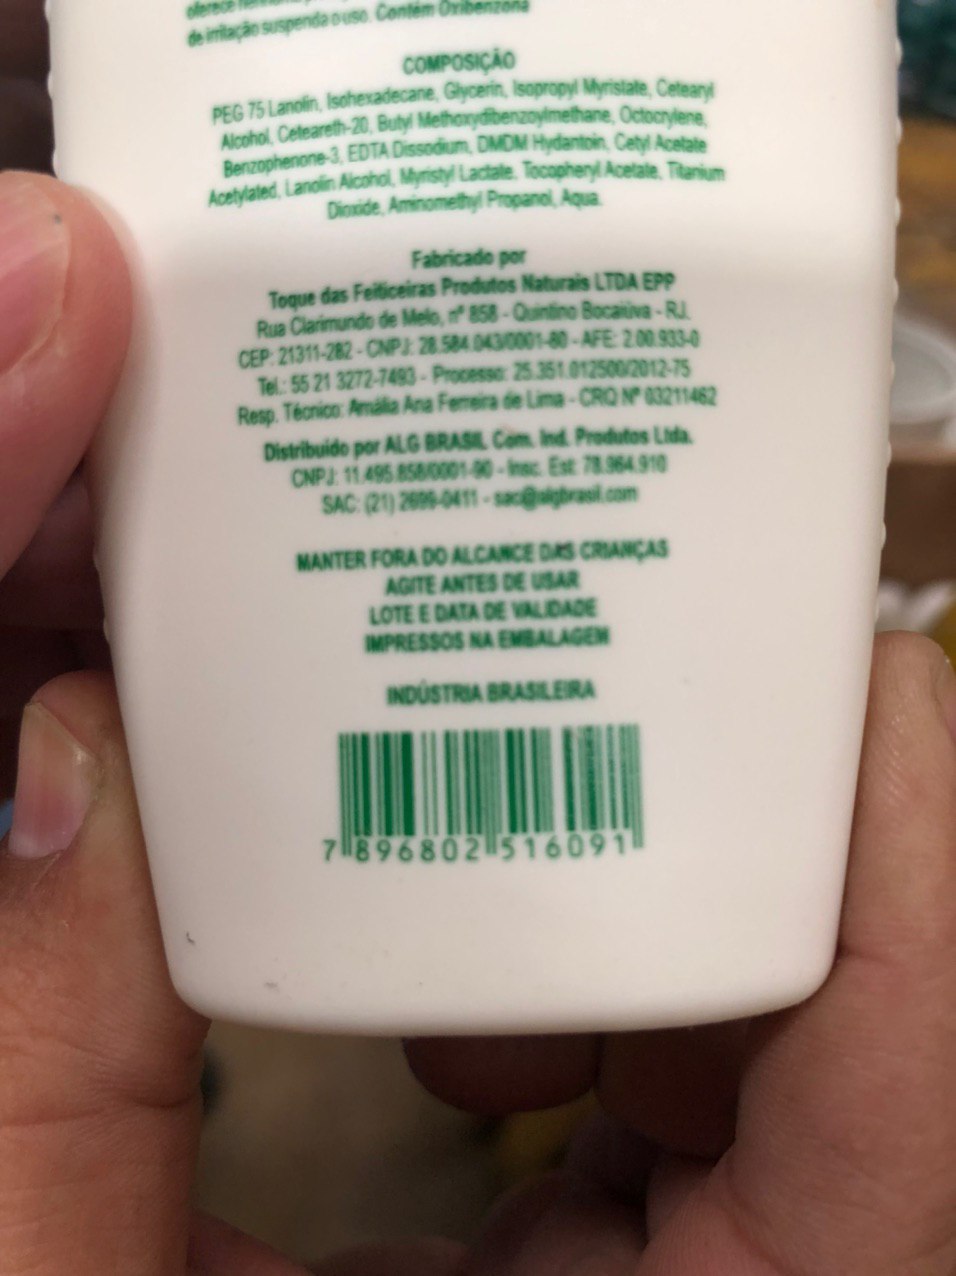 de irritação suspenda o uso. Contém Oxibenzona
COMPOSIÇÃO
PEG 75 Lanolin, Isohexadecane, Glycerin, Isopropyl Myristate, Cetearyl
Alcohol, Ceteareth-20, Butyl Methoxydibenzoylmethane, Octocrylene,
Benzophenone-3, EDTA Dissodium, DMDM Hydantoin, Cetyl Acetate
Acetylated, Lanolin Alcohol, Myristyl Lactate, Tocopheryl Acetate, Titanium
Dioxide, Aminomethyl Propanol, Aqua.
Fabricado por
Toque das Feiticeiras Produtos Naturais LTDA EPP
Rua Clarimundo de Melo, nº 858 - Quintino Bocaiúva - RJ.
CEP: 21311-282 - CNPJ: 28.584.043/0001-80 - AFE: 2.00.933-0
Tel.: 55 21 3272-7493 - Processo: 25.351.012500/2012-75
Resp. Técnico: Amália Ana Ferreira de Lima - CRQ Nº 03211462
Distribuído por ALG BRASIL Com. Ind. Produtos Ltda.
CNPJ: 11.495.858/0001-90 - Insc. Est: 78.964.910
SAC: (21) 2699-0411 - sac@algbrasil.com
MANTER FORA DO ALCANCE DAS CRIANÇAS
AGITE ANTES DE USAR
LOTE E DATA DE VALIDADE
IMPRESSOS NA EMBALAGEM
INDÚSTRIA BRASILEIRA
7 896802 516091